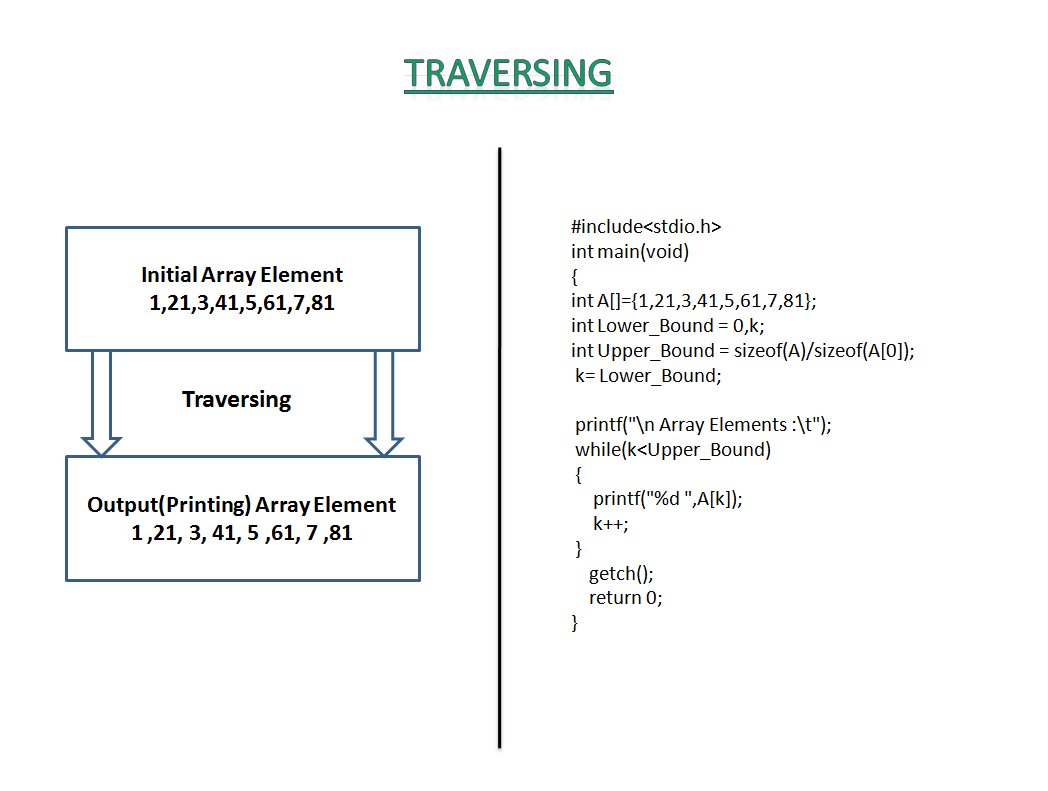 TRAVERSING
Initial Array Element
1,21,3,41,5,61,7,81
Traversing
Output(Printing) Array Element
1 ,21, 3, 41, 5 ,61, 7 ,81
#include<stdio.h>
int main(void)
{
int A[]={1,21,3,41,5,61,7,81};
int Lower_Bound = 0,k;
int Upper_Bound = sizeof(A)/sizeof(A[0]);
k= Lower_Bound;
printf("\n Array Elements :\t");
while(k<Upper_Bound)
{
printf("%d ",A[k]);
k++;
}
getch();
return 0;
}